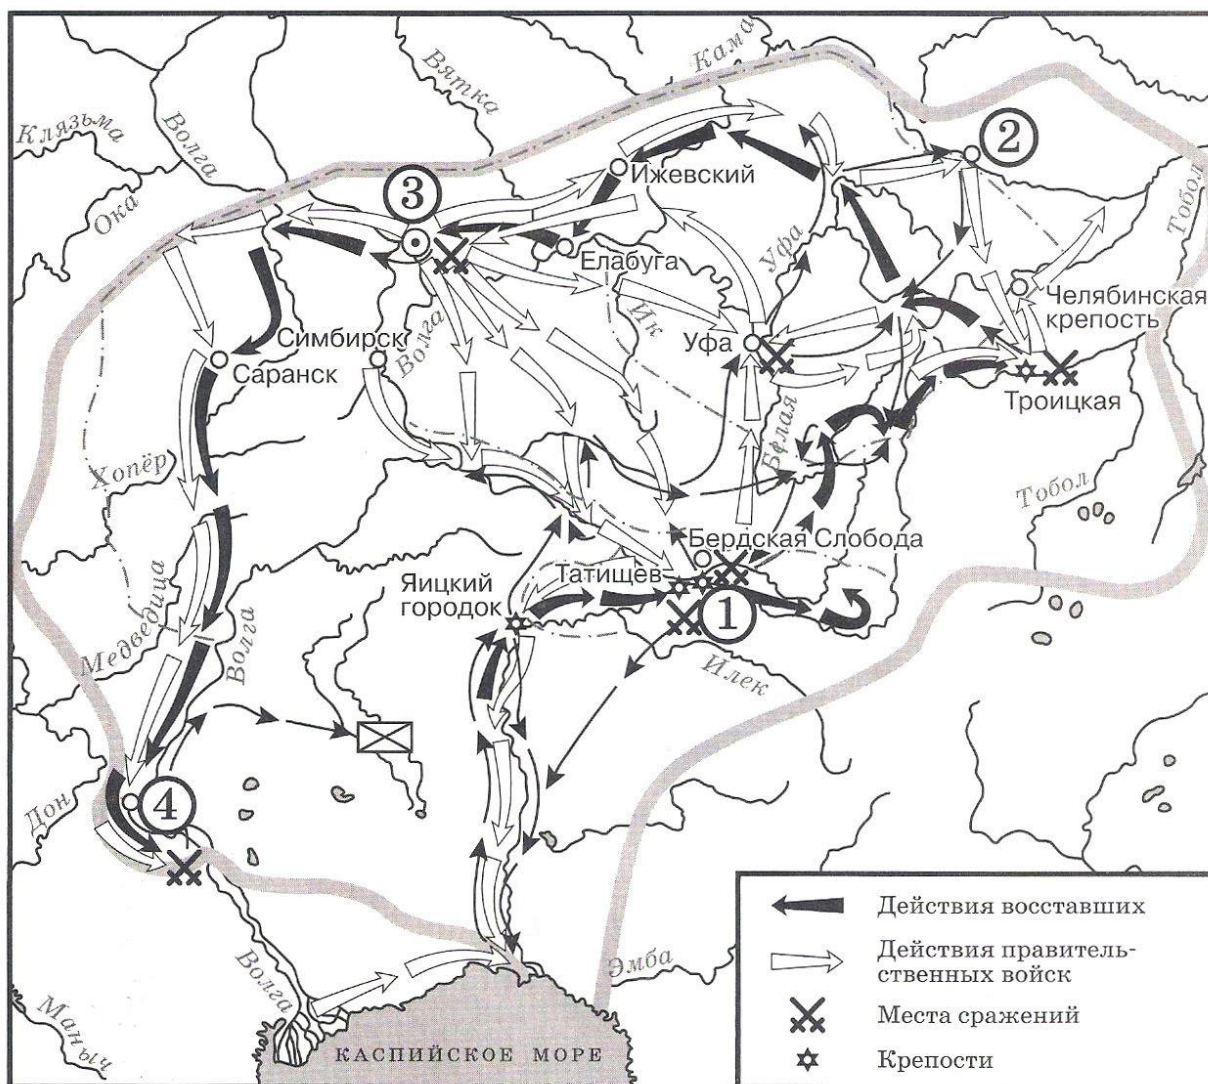 Кама
Вятка
Волга
Клязьма
Ока
2
Ижевский
3
Тобол
Уфа
Елабуга
Ик
Челябинская
крепость
Симбирск
Волга
Уфа
Саранск
Троицкая
Белая
Хопёр
Тобол
Бердская Слобода
Татищев
Яицкий
городок
1
Медведица
Волга
Илек
Дон
4
Эмба
Волга
Маныч
КАСПИЙСКОЕ МОРЕ
Действия восставших
Действия правитель-
ственных войск
Места сражений
Крепости